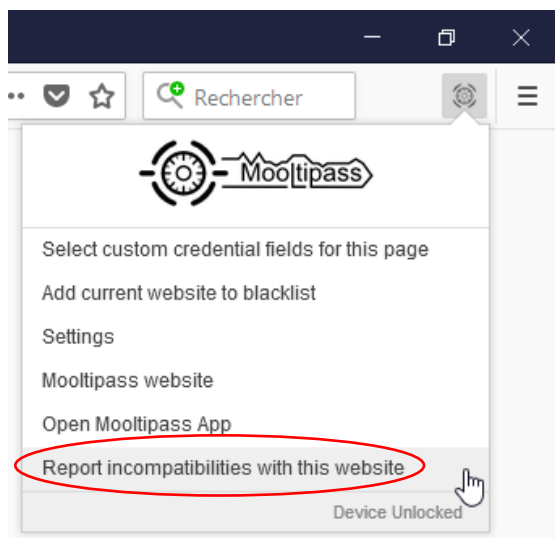 Rechercher
Mooltipass
Select custom credential fields for this page
Add current website to blacklist
Settings
Mooltipass website
Open Mooltipass App
Report incompatibilities with this website
Device Unlocked